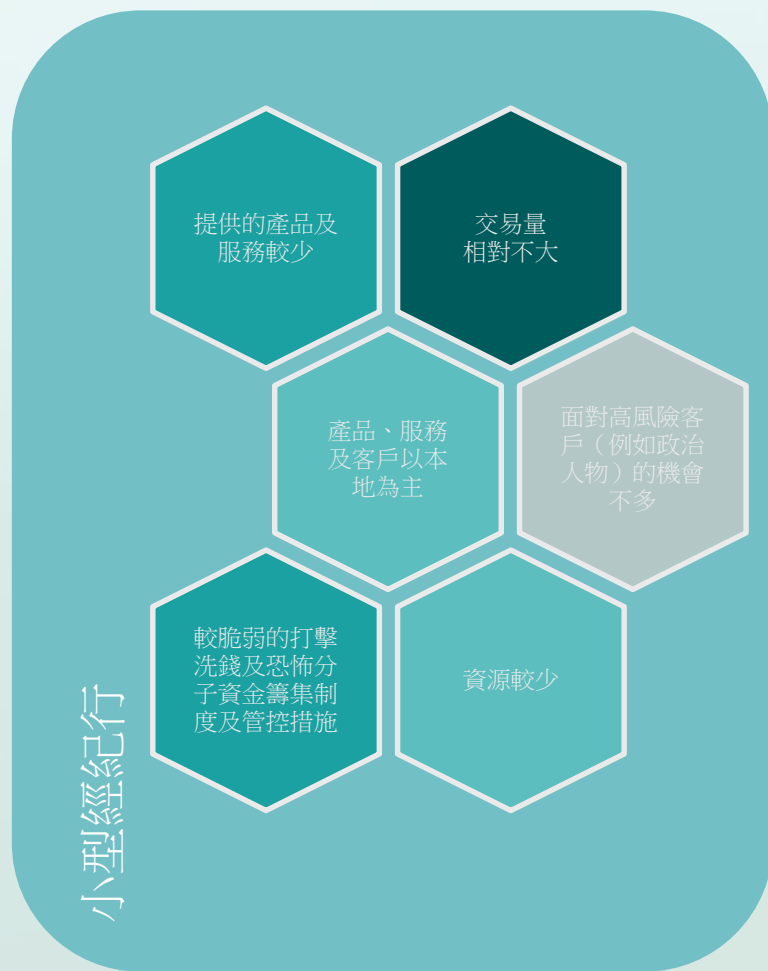 提供的產品及
服務較少
交易量
相對不大
產品、服務
及客戶以本
地為主
面對高風險客
戶（例如政治
人物）的機會
不多
較脆弱的打擊
洗錢及恐怖分
子資金籌集制
度及管控措施
資源較少
小型經紀行